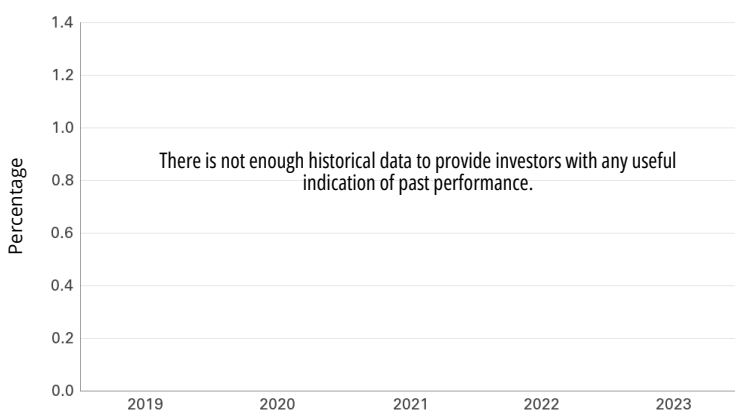 1.4
1.2
1.0
There is not enough historical data to provide investors with any useful
indication of past performance.
0.8
Percentage
0.6
0.4
0.2
0.0
2019 2020 2021 2022 2023